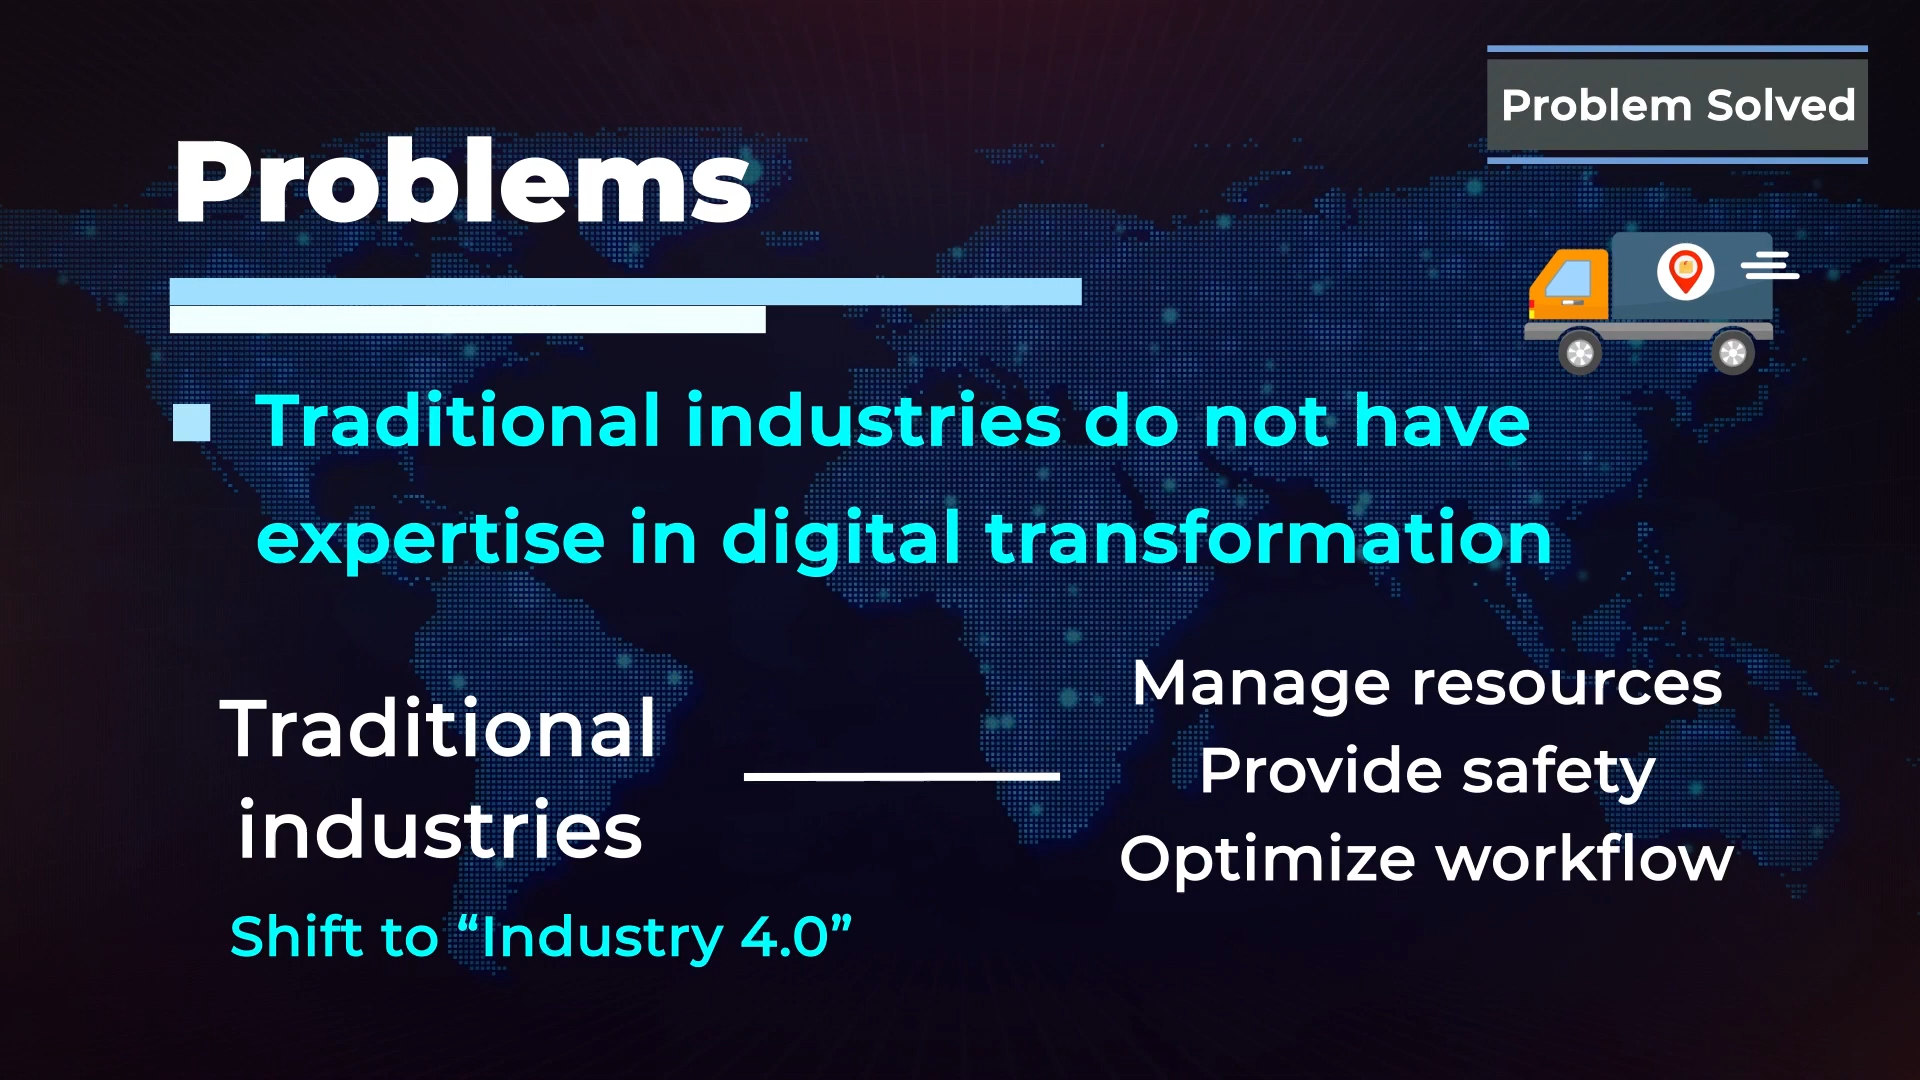 Problem Solved
Problems
Traditional industries do not have
expertise in digital transformation
Traditional
industries
Shift to “Industry 4.0”
Manage resources
Provide safety
Optimize workflow